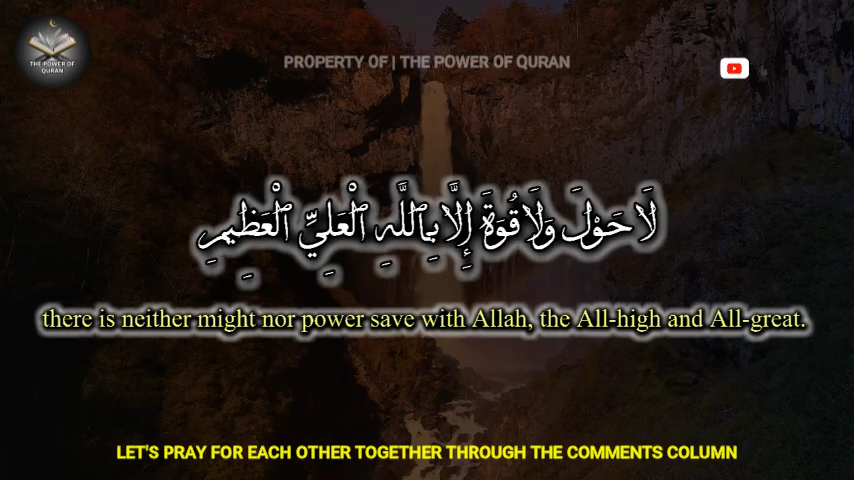 THE POWER OF
QURAN
PROPERTY OF | THE POWER OF QURAN
لَا حَوْلَ وَلَا قُوَّةَ إِلَّا بِٱللَّهِ ٱلْعَلِيِّ ٱلْعَظِيمِ
there is neither might nor power save with Allah, the All-high and All-great.
LET'S PRAY FOR EACH OTHER TOGETHER THROUGH THE COMMENTS COLUMN